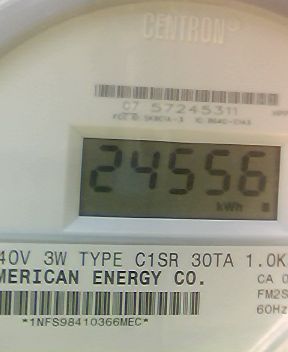 CENTRON®
C7 57245311
24556
kWh
40V 3W TYPE C1SR 30TA 1.0K
MERICAN ENERGY CO.
CA 0
FM2S
60Hz
*1NFS98410366MEC*